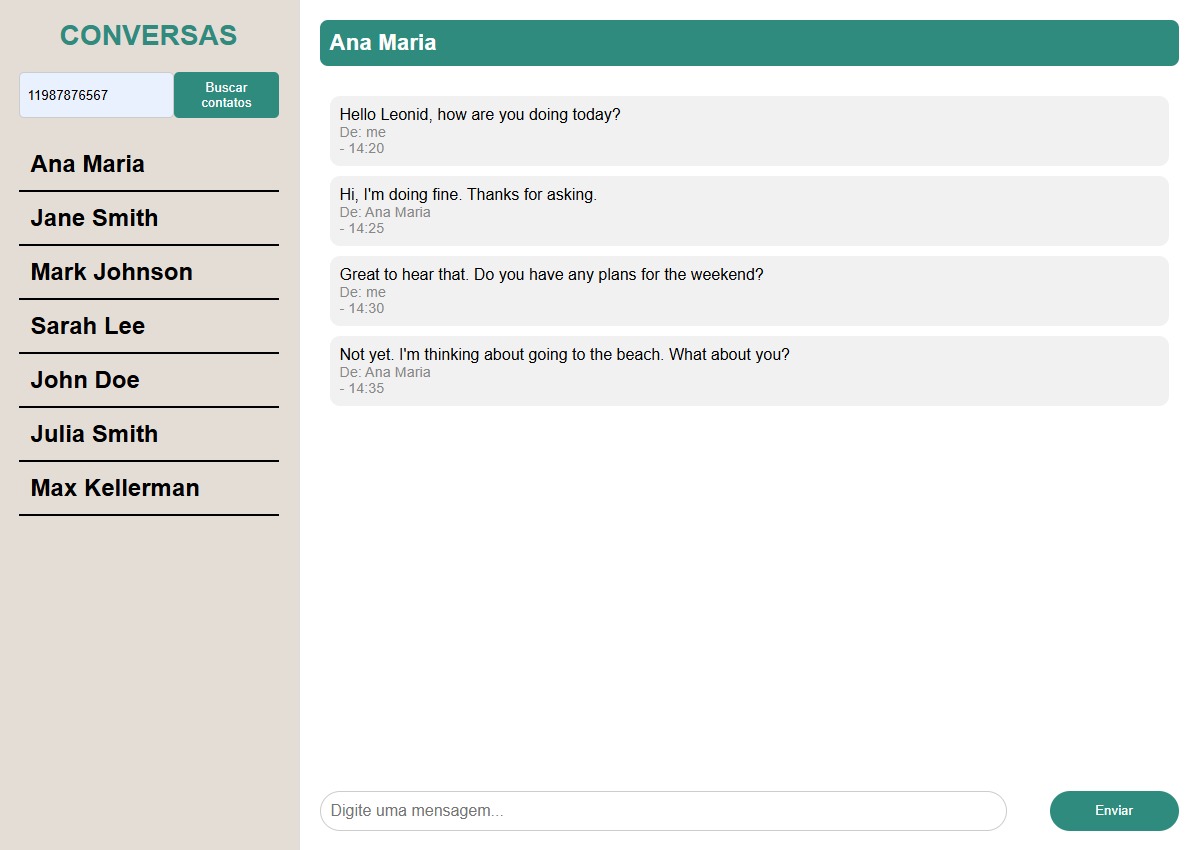 CONVERSAS
11987876567
Buscar
contatos
Ana Maria
Jane Smith
Mark Johnson
Sarah Lee
John Doe
Julia Smith
Max Kellerman
Ana Maria
Hello Leonid, how are you doing today?
De: me
- 14:20
Hi, I'm doing fine. Thanks for asking.
De: Ana Maria
- 14:25
Great to hear that. Do you have any plans for the weekend?
De: me
- 14:30
Not yet. I'm thinking about going to the beach. What about you?
De: Ana Maria
- 14:35
Digite uma mensagem...
Enviar